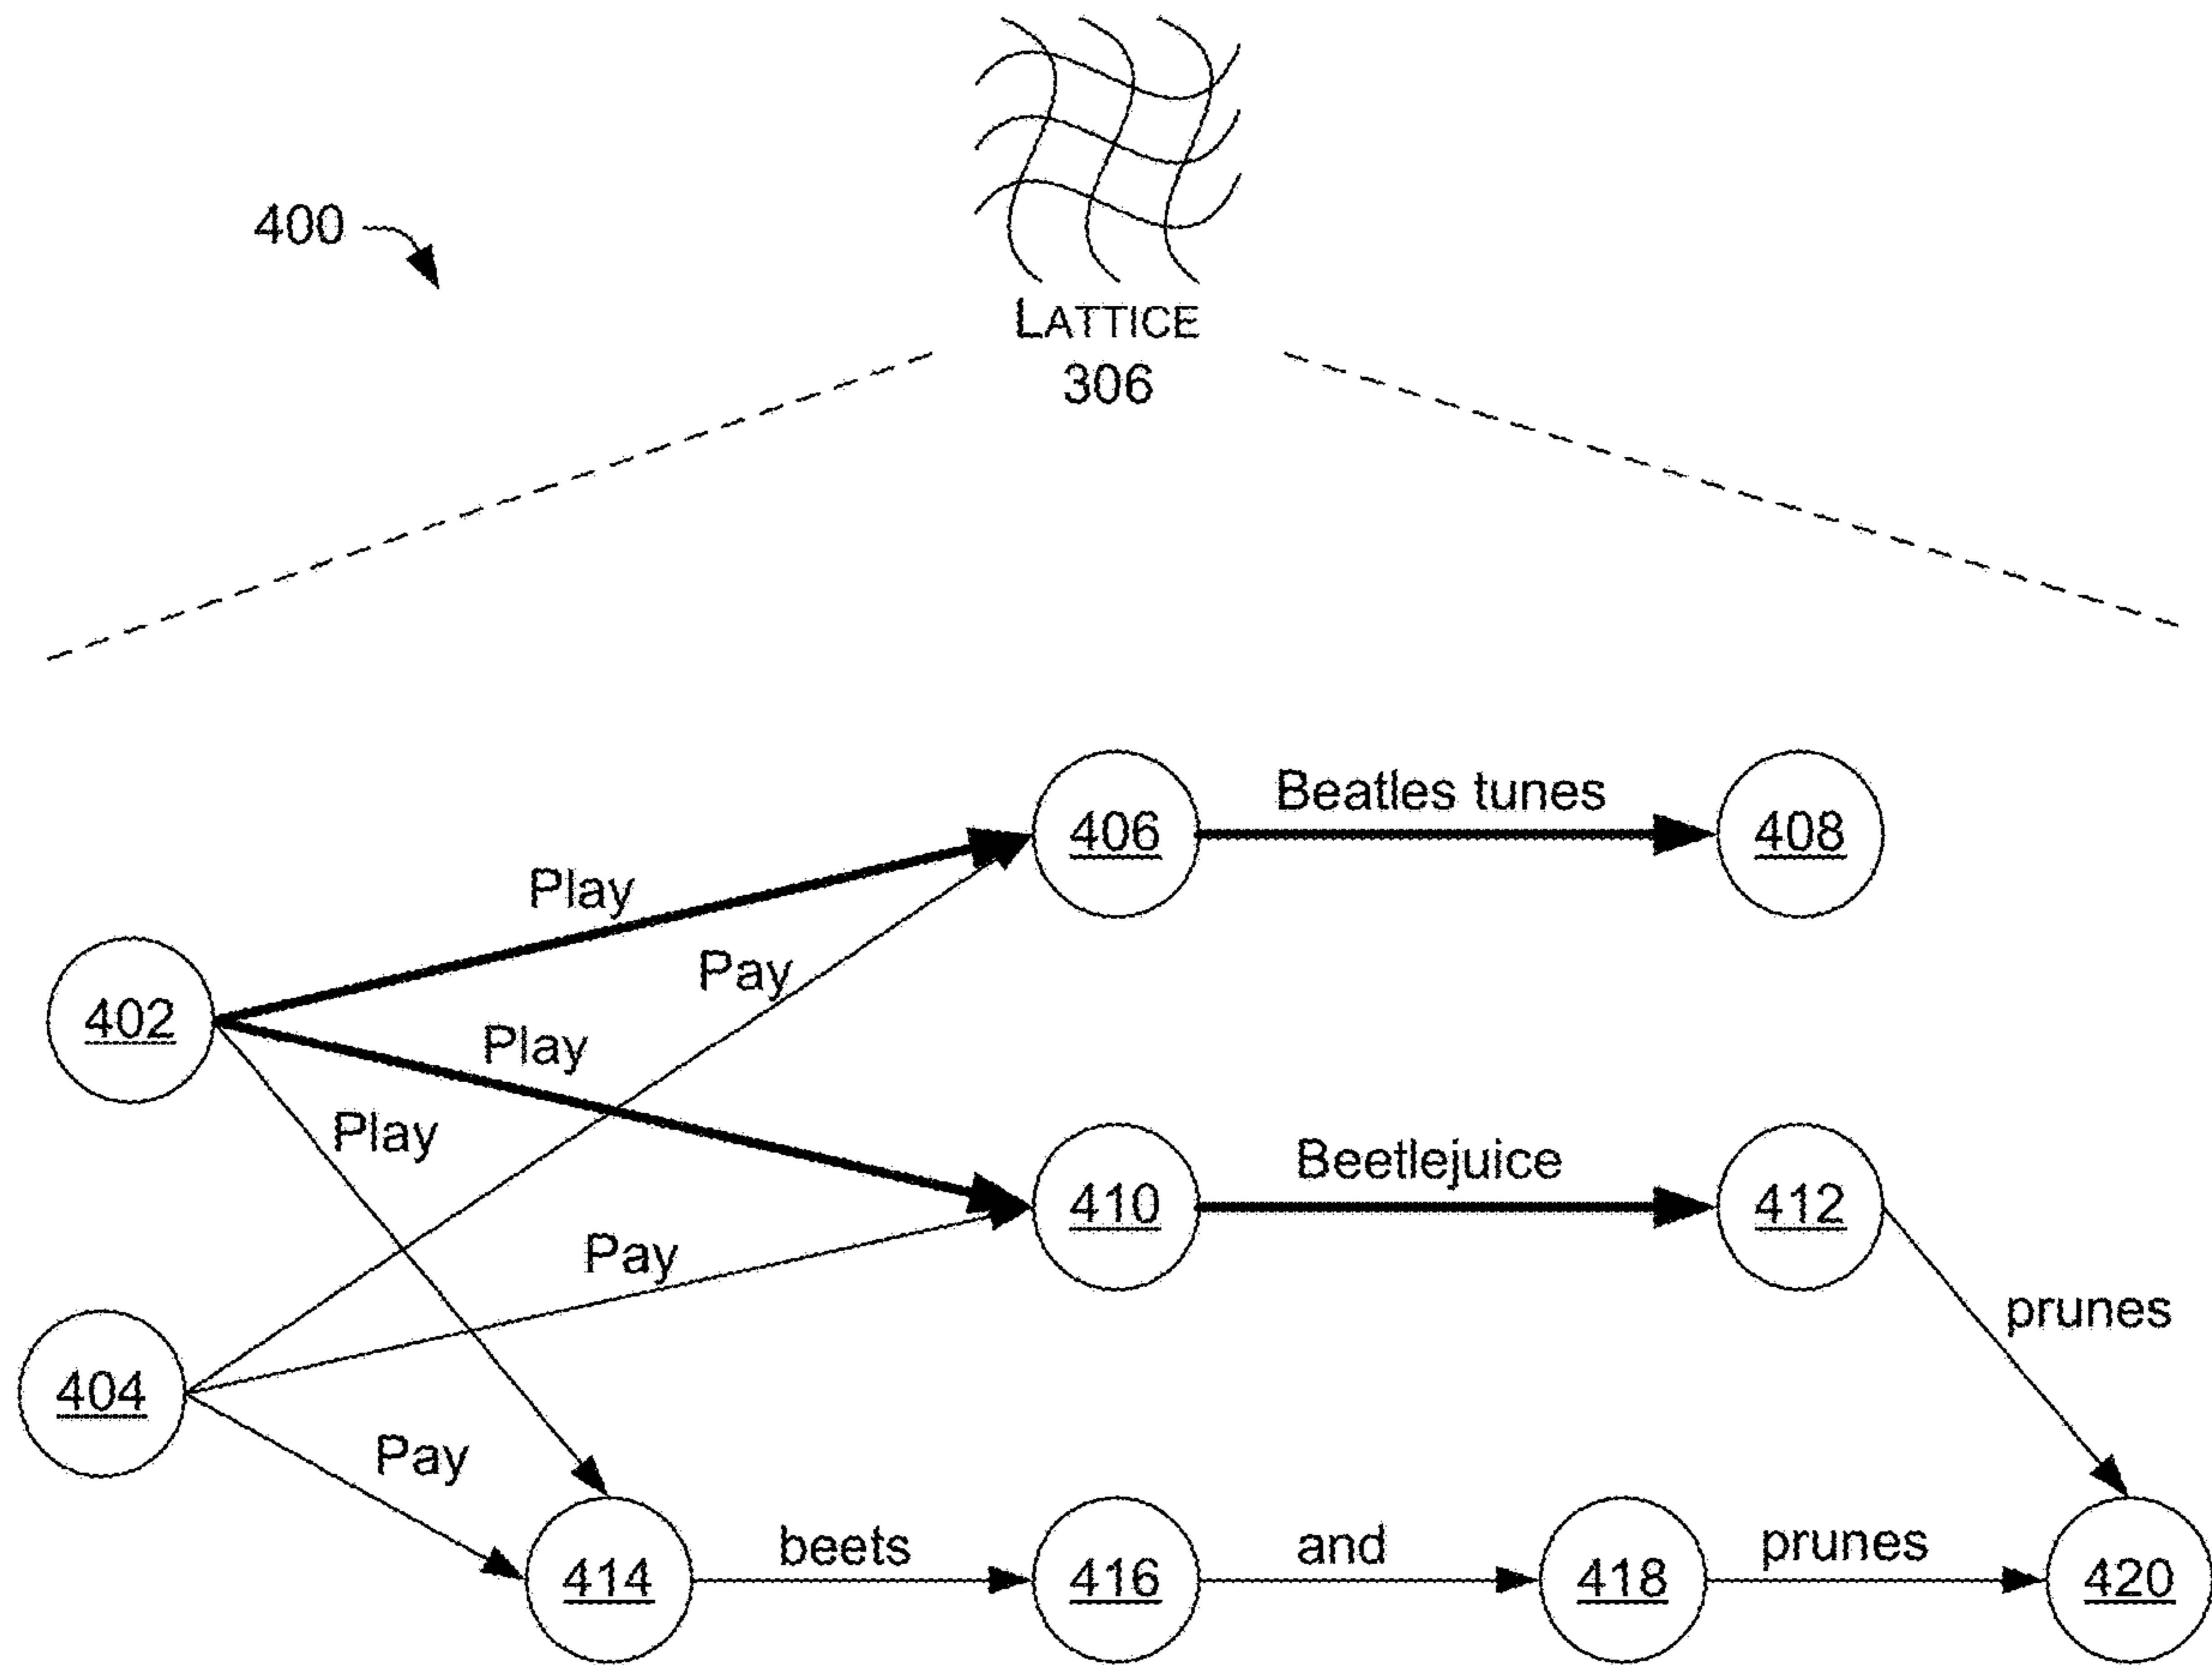 400
LATTICE
306
Beatles tunes
406
408
Play
Pay
402
Play
Play
Beetlejuice
410
412
Pay
prunes
404
Pay
beets
and
prunes
414
416
418
420